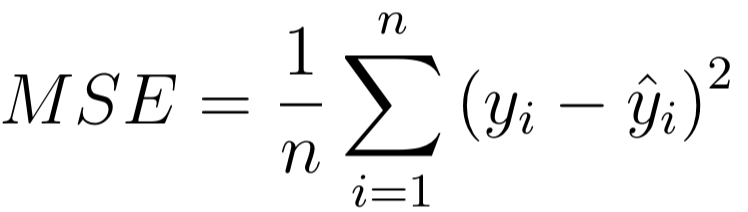 MSE = \frac{1}{n} \sum_{i=1}^{n} (y_i - \hat{y}_i)^2